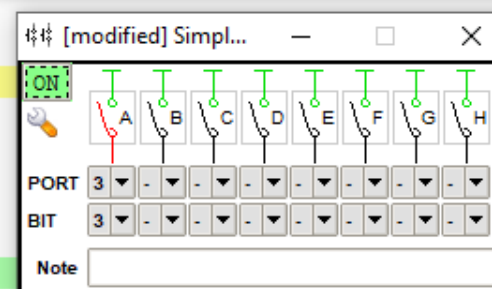 [modified] Simpl...
ON
A B C D E F G H
PORT 3 - - - - - - -
BIT 3 - - - - - - -
Note